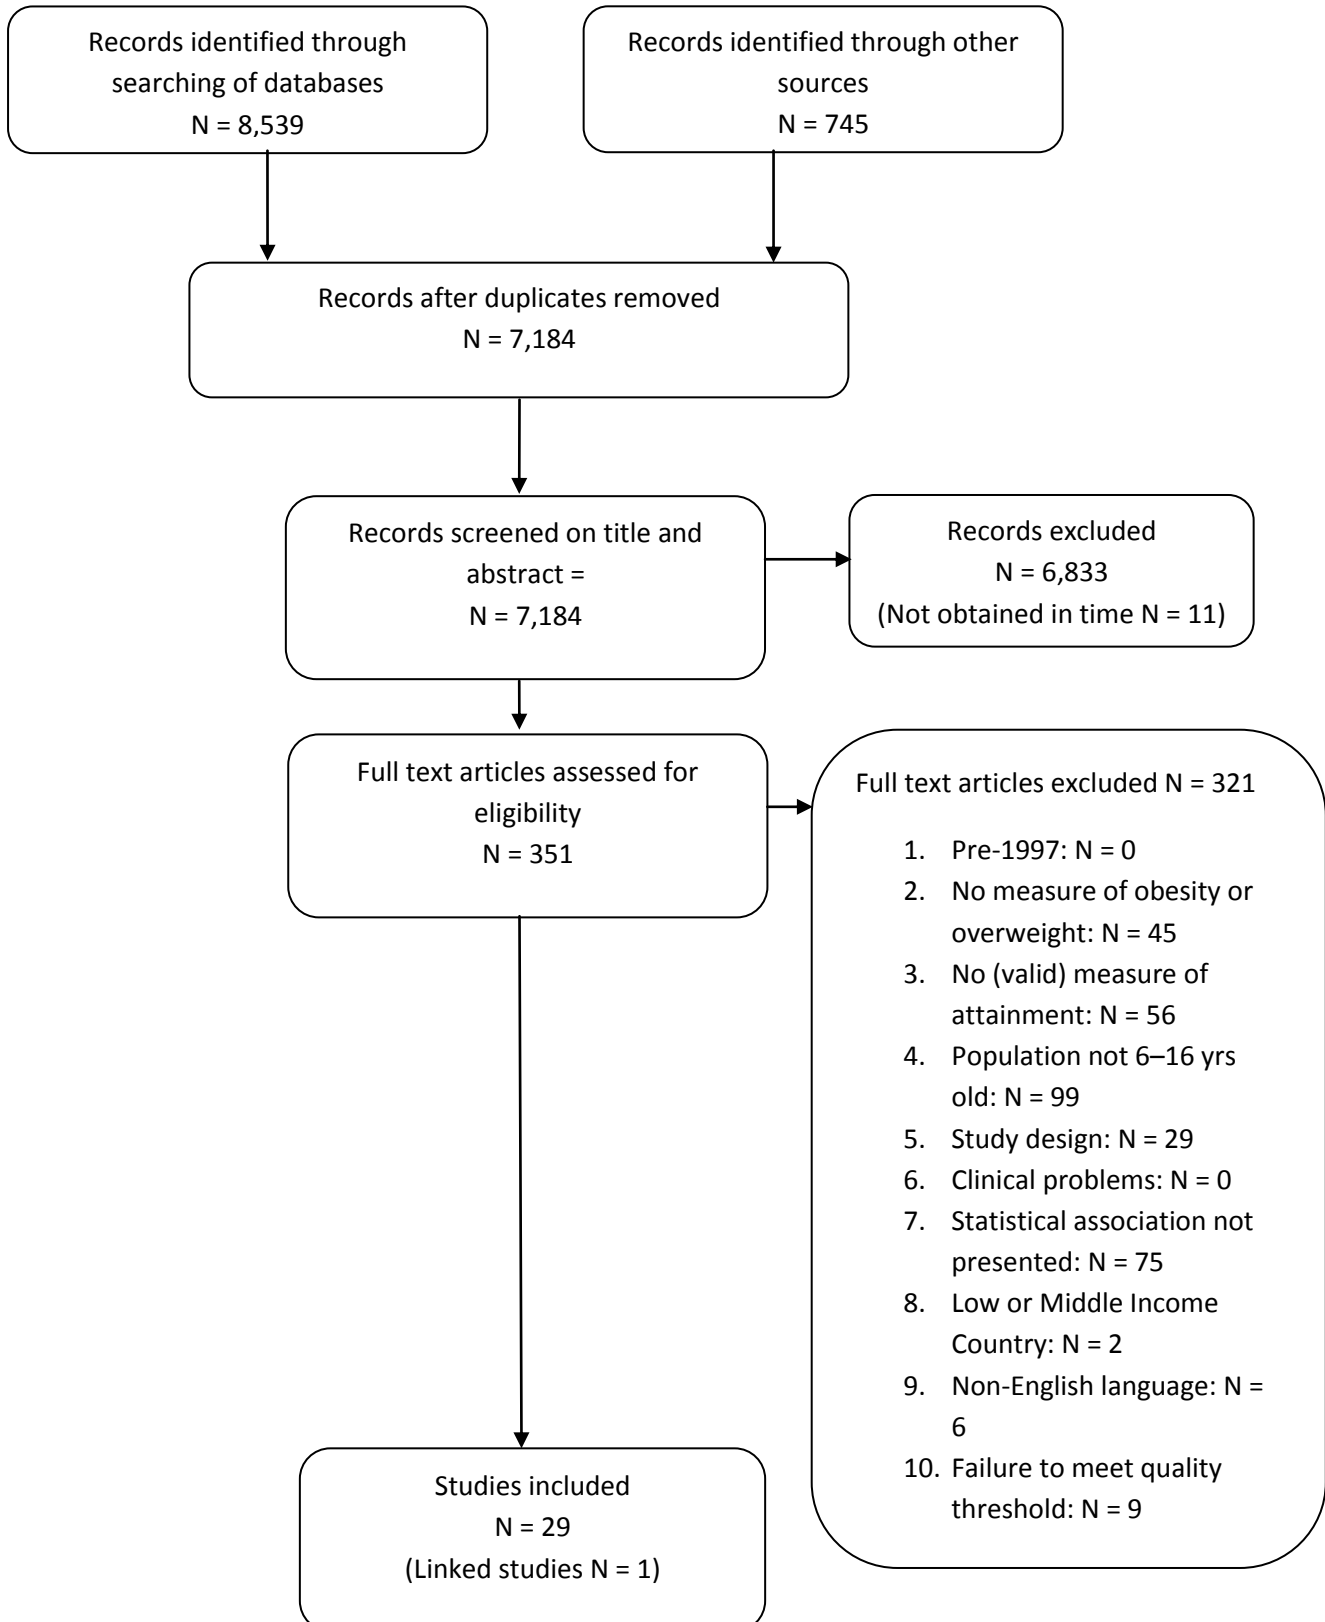 Records identified through
searching of databases
N = 8,539
Records identified through other
sources
N = 745
Records after duplicates removed
N = 7,184
Records screened on title and
abstract =
N = 7,184
Records excluded
N = 6,833
(Not obtained in time N = 11)
Full text articles assessed for
eligibility
N = 351
Full text articles excluded N = 321
1. Pre-1997: N = 0
2. No measure of obesity or
overweight: N = 45
3. No (valid) measure of
attainment: N = 56
4. Population not 6–16 yrs
old: N = 99
5. Study design: N = 29
6. Clinical problems: N = 0
7. Statistical association not
presented: N = 75
8. Low or Middle Income
Country: N = 2
9. Non-English language: N =
6
10. Failure to meet quality
threshold: N = 9
Studies included
N = 29
(Linked studies N = 1)